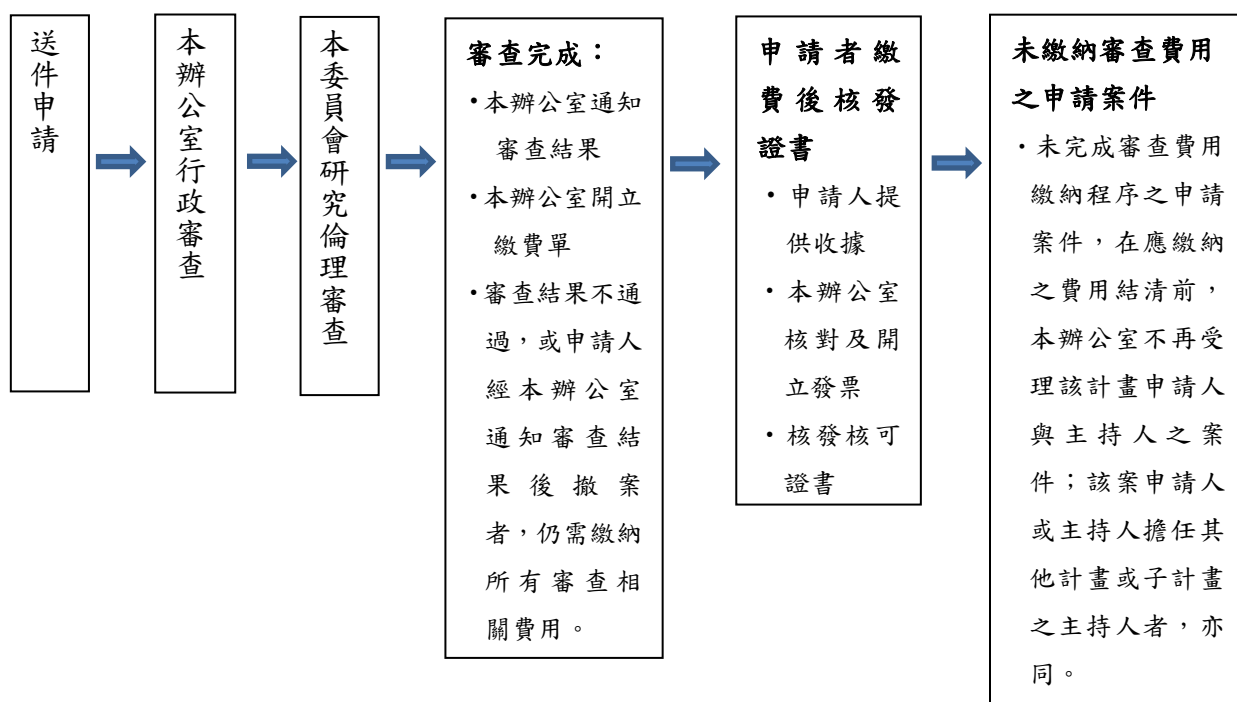 送件申請
本辦公室行政審查
本委員會研究倫理審查
審查完成：
•本辦公室通知
審查結果
•本辦公室開立
繳費單
•審查結果不通
過，或申請人
經本辦公室
通知審查結
果後撤案
者，仍需繳納
所有審查相
關費用。
申請者繳
費後核發
證書
•申請人提
供收據
•本辦公室
核對及開
立發票
•核發核可
證書
未繳納審查費用
之申請案件
•未完成審查費用
繳納程序之申請
案件，在應繳納
之費用結清前，
本辦公室不再受
理該計畫申請人
與主持人之案
件；該案申請人
或主持人擔任其
他計畫或子計畫
之主持人者，亦
同。